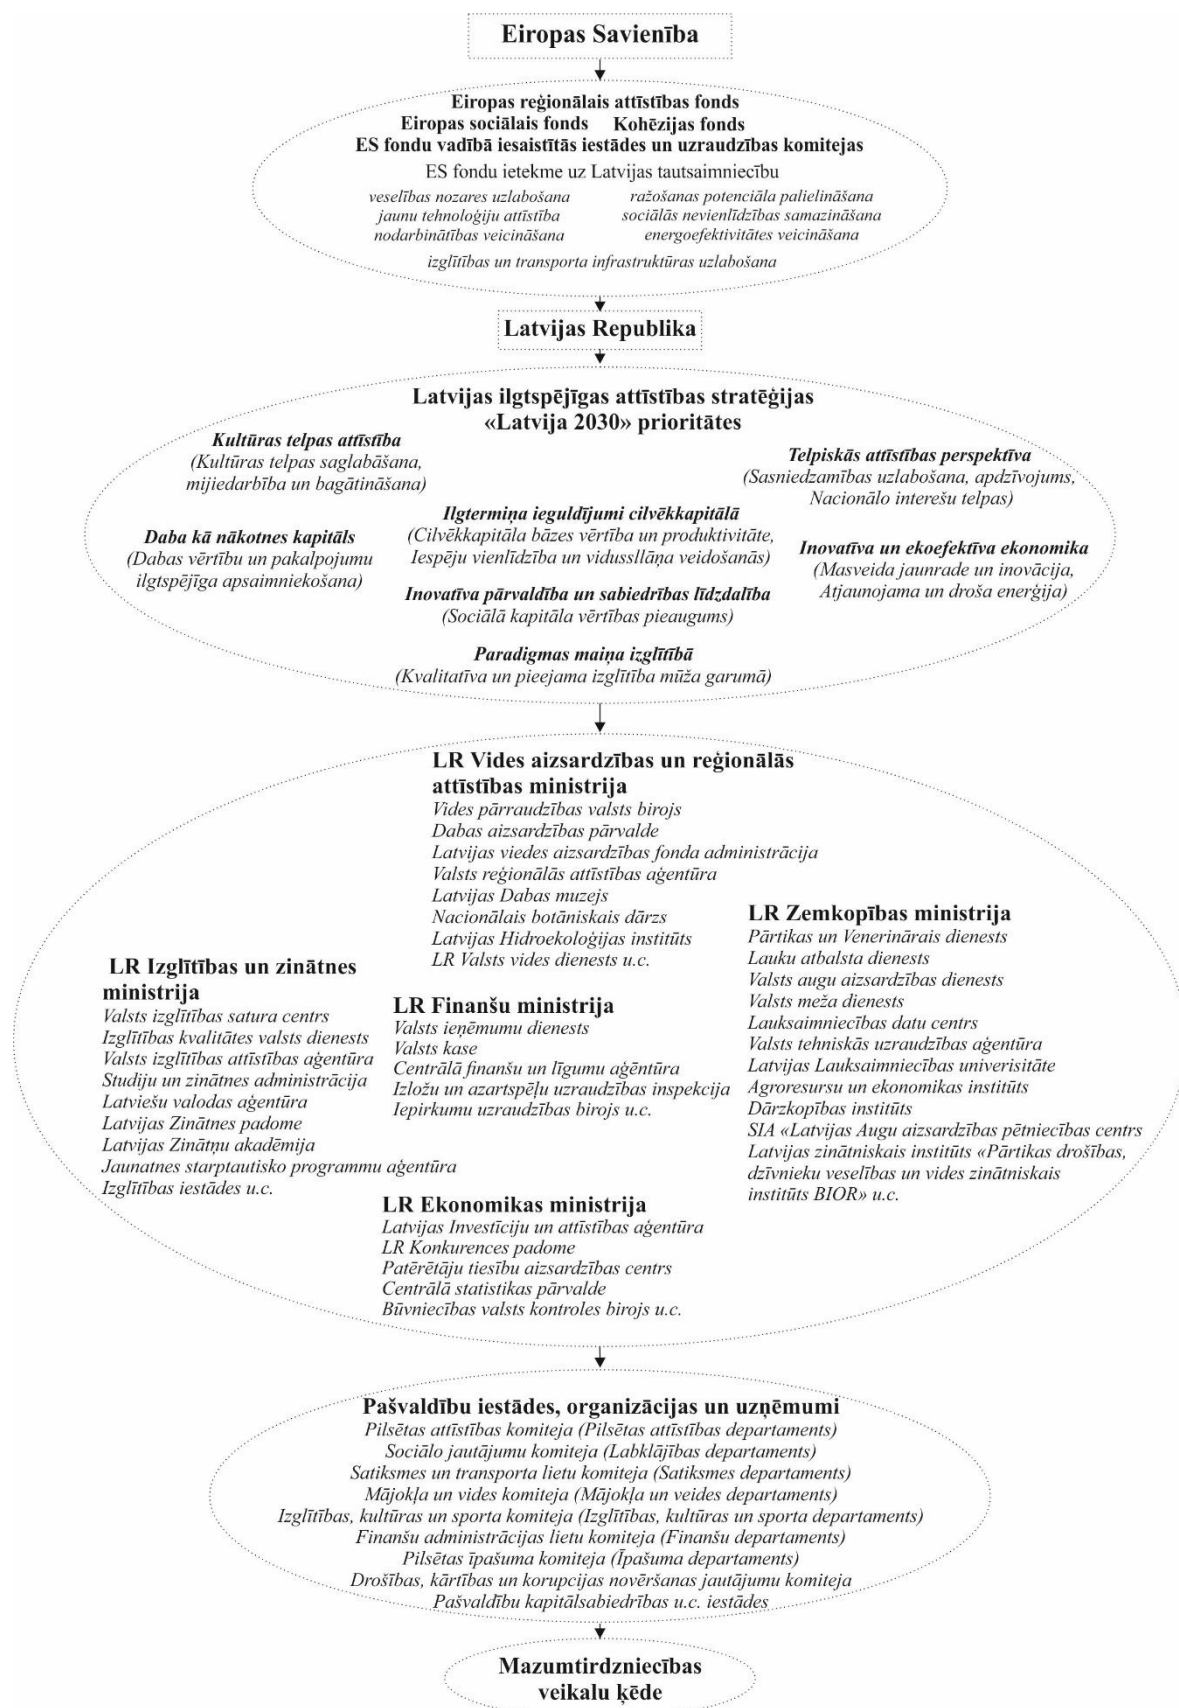 Eiropas Savienība
Eiropas reģionālais attīstības fonds
Eiropas sociālais fonds Kohēzijas fonds
ES fondu vadībā iesaistītās iestādes un uzraudzības komitejas
ES fondu ietekme uz Latvijas tautsaimniecību
veselības nozares uzlabošana
jaunu tehnoloģiju attīstība
nodarbinātības veicināšana
ražošanas potenciāla palielināšana
sociālās nevienlīdzības samazināšana
energoefektivitātes veicināšana
izglītības un transporta infrastruktūras uzlabošana
Latvijas Republika
Latvijas ilgtspējīgas attīstības stratēģijas
«Latvija 2030» prioritātes
Kultūras telpas attīstība
(Kultūras telpas saglabāšana,
mijiedarbība un bagātināšana)
Telpiskās attīstības perspektīva
(Sasniedzamības uzlabošana, apdzīvojums,
Nacionālo interešu telpas)
Ilgtermiņa ieguldījumi cilvēkkapitālā
(Cilvēkkapitāla bāzes vērtība un produktivitāte,
Iespēju vienlīdzība un vidussllāņa veidošanās)
Daba kā nākotnes kapitāls
(Dabas vērtību un pakalpojumu
ilgtspējīga apsaimniekošana)
Inovatīva un ekoefektīva ekonomika
(Masveida jaunrade un inovācija,
Atjaunojama un droša enerģija)
Inovatīva pārvaldība un sabiedrības līdzdalība
(Sociālā kapitāla vērtības pieaugums)
Paradigmas maiņa izglītībā
(Kvalitatīva un pieejama izglītība mūža garumā)
LR Vides aizsardzības un reģionālās
attīstības ministrija
Vides pārraudzības valsts birojs
Dabas aizsardzības pārvalde
Latvijas viedes aizsardzības fonda administrācija
Valsts reģionālās attīstības aģentūra
Latvijas Dabas muzejs
Nacionālais botāniskais dārzs
Latvijas Hidroekoloģijas institūts
LR Valsts vides dienests u.c.
LR Zemkopības ministrija
Pārtikas un Venerinārais dienests
Lauku atbalsta dienests
Valsts augu aizsardzības dienests
Valsts meža dienests
Lauksaimniecības datu centrs
Valsts tehniskās uzraudzības aģentūra
Latvijas Lauksaimniecības univerisitāte
Agroresursu un ekonomikas institūts
Dārzkopības institūts
SIA «Latvijas Augu aizsardzības pētniecības centrs
Latvijas zinātniskais institūts «Pārtikas drošības,
dzīvnieku veselības un vides zinātniskais
institūts BIOR» u.c.
LR Izglītības un zinātnes
ministrija
Valsts izglītības satura centrs
Izglītības kvalitātes valsts dienests
Valsts izglītības attīstības aģentūra
Studiju un zinātnes administrācija
Latviešu valodas aģentūra
Latvijas Zinātnes padome
Latvijas Zinātņu akadēmija
Jaunatnes starptautisko programmu aģentūra
Izglītības iestādes u.c.
LR Finanšu ministrija
Valsts ieņēmumu dienests
Valsts kase
Centrālā finanšu un līgumu aģēntūra
Izložu un azartspēļu uzraudzības inspekcija
Iepirkumu uzraudzības birojs u.c.
LR Ekonomikas ministrija
Latvijas Investīciju un attīstības aģentūra
LR Konkurences padome
Patērētāju tiesību aizsardzības centrs
Centrālā statistikas pārvalde
Būvniecības valsts kontroles birojs u.c.
Pašvaldību iestādes, organizācijas un uzņēmumi
Pilsētas attīstības komiteja (Pilsētas attīstības departaments)
Sociālo jautājumu komiteja (Labklājības departaments)
Satiksmes un transporta lietu komiteja (Satiksmes departaments)
Mājokļa un vides komiteja (Mājokļa un veides departaments)
Izglītības, kultūras un sporta komiteja (Izglītības, kultūras un sporta departaments)
Finanšu administrācijas lietu komiteja (Finanšu departaments)
Pilsētas īpašuma komiteja (Īpašuma departaments)
Drošības, kārtības un korupcijas novēršanas jautājumu komiteja
Pašvaldību kapitālsabiedrības u.c. iestādes
Mazumtirdzniecības
veikalu ķēde